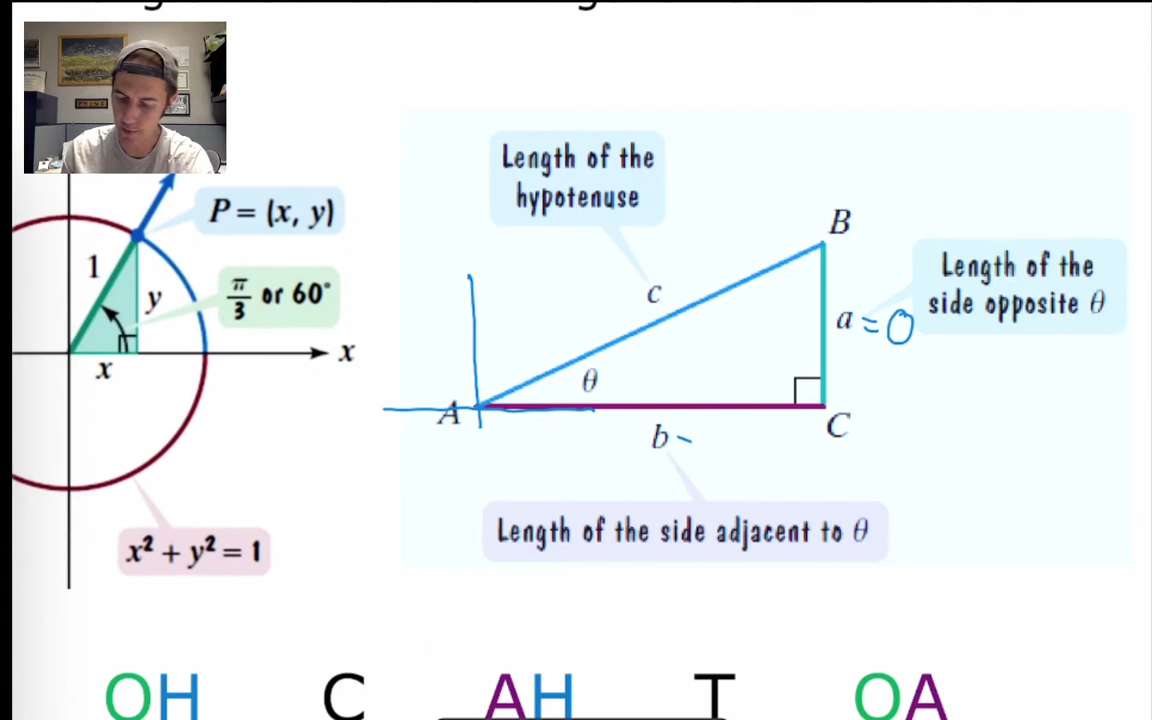 P = (x, y)
1
y
π/3 or 60°
x
x
x² + y² = 1
Length of the
hypotenuse
B
c
a = O
Length of the
side opposite θ
θ
A
C
b -
Length of the side adjacent to θ
OH C AH T OA